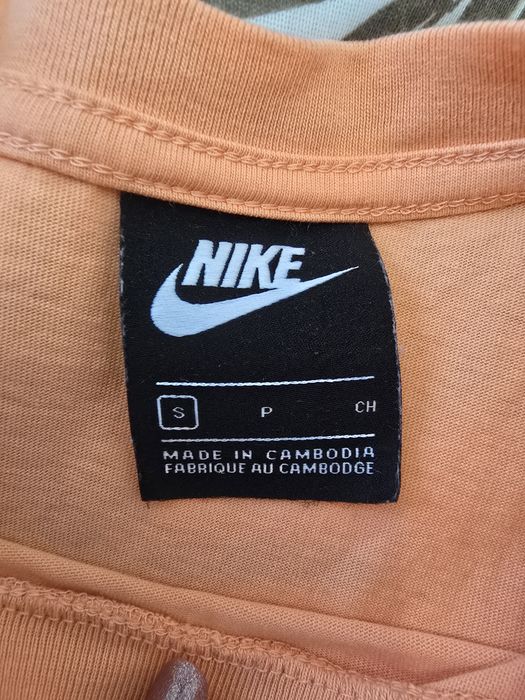 NIKE
S P CH
MADE IN CAMBODIA
FABRIQUE AU CAMBODGE